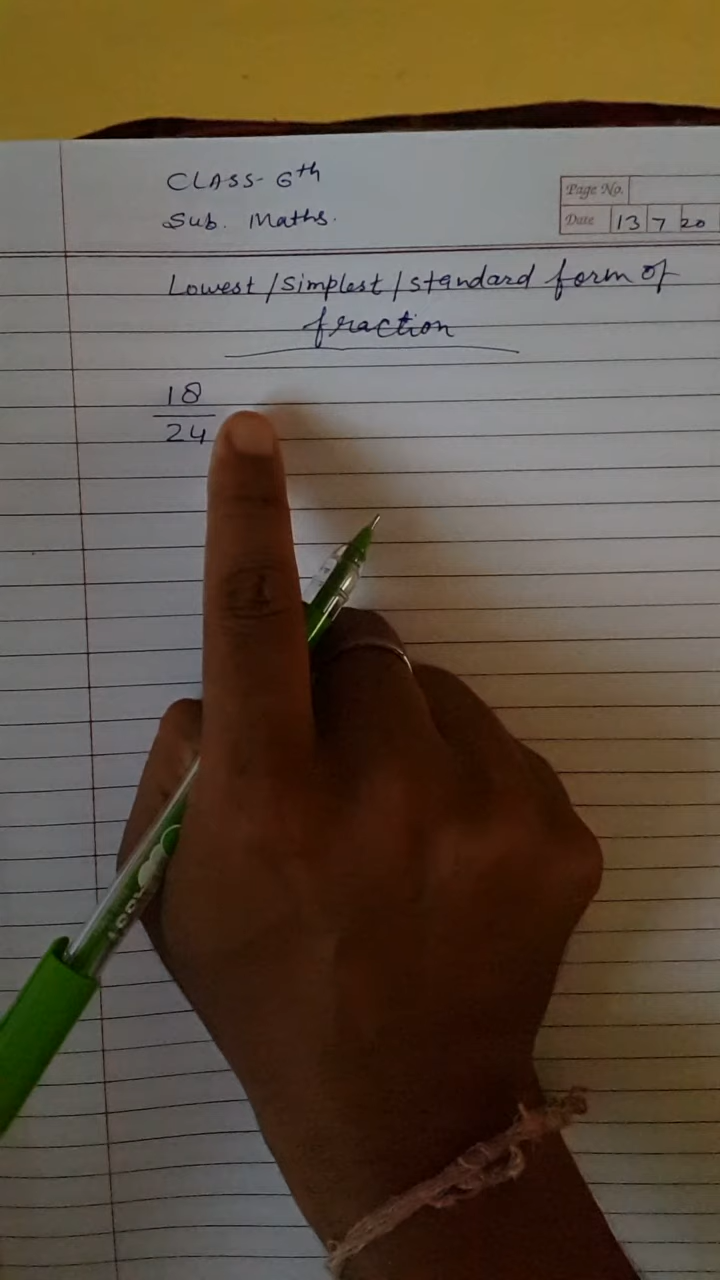 CLASS- 6th
Sub. Maths.
Page No.
Date 13 7 20
Lowest/Simplest/standard form of
fraction
18
24